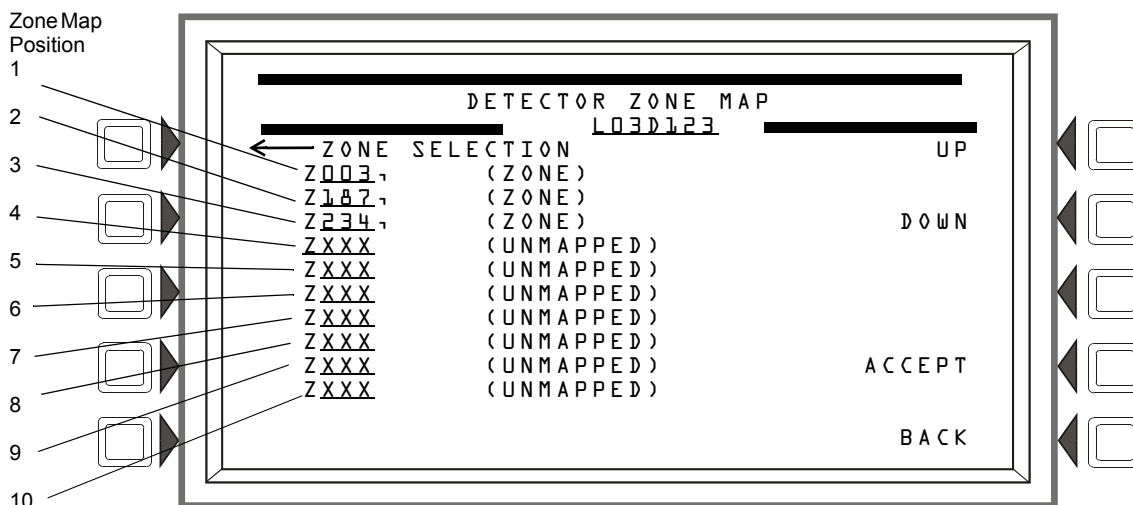 Zone Map
Position
1
2
3
4
5
6
7
8
9
10
DETECTOR ZONE MAP
L03D123
ZONE SELECTION UP
Z003, (ZONE)
Z187, (ZONE)
Z234, (ZONE) DOWN
ZXXX (UNMAPPED)
ZXXX (UNMAPPED)
ZXXX (UNMAPPED)
ZXXX (UNMAPPED)
ZXXX (UNMAPPED)
ZXXX (UNMAPPED) ACCEPT
ZXXX (UNMAPPED)
BACK